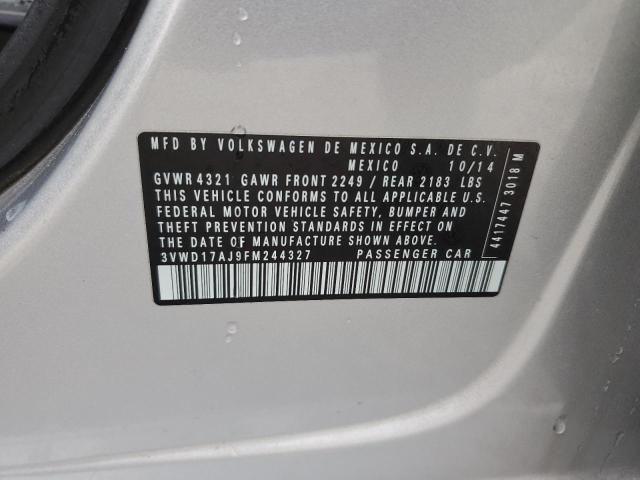 MFD BY VOLKSWAGEN DE MEXICO S.A. DE C.V.
MEXICO 10/14
GVWR 4321 GAWR FRONT 2249 / REAR 2183 LBS
THIS VEHICLE CONFORMS TO ALL APPLICABLE U.S.
FEDERAL MOTOR VEHICLE SAFETY, BUMPER AND
THEFT PREVENTION STANDARDS IN EFFECT ON
THE DATE OF MANUFACTURE SHOWN ABOVE.
3VWD17AJ9FM244327 PASSENGER CAR
4417447 3018 M